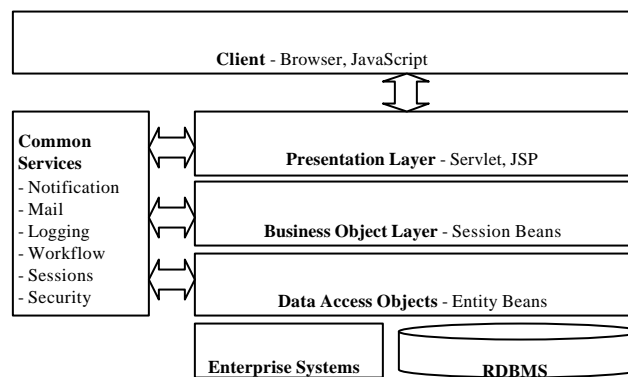 Client - Browser, JavaScript
Common
Services
- Notification
- Mail
- Logging
- Workflow
- Sessions
- Security
Presentation Layer - Servlet, JSP
Business Object Layer - Session Beans
Data Access Objects - Entity Beans
Enterprise Systems
RDBMS